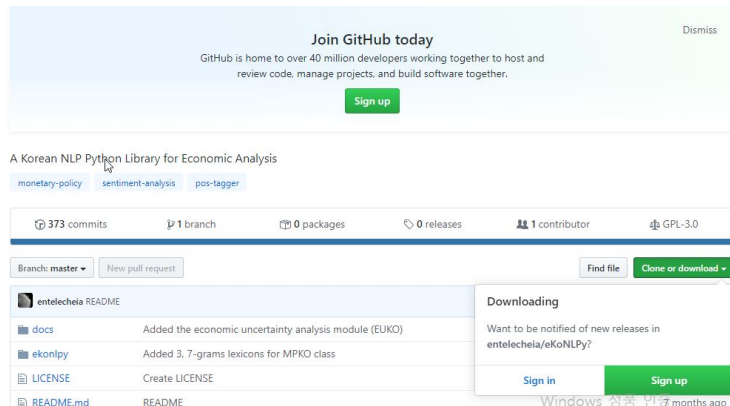 Join GitHub today
Dismiss
GitHub is home to over 40 million developers working together to host and
review code, manage projects, and build software together.
Sign up
A Korean NLP Python Library for Economic Analysis
monetary-policy sentiment-analysis pos-tagger
373 commits 1 branch 0 packages 0 releases 1 contributor GPL-3.0
Branch: master New pull request Find file Clone or download
entelecheia README
Downloading
Want to be notified of new releases in
entelecheia/eKoNLPy?
Sign in Sign up
docs Added the economic uncertainty analysis module (EUKO)
ekonlpy Added 3, 7-grams lexicons for MPKO class
LICENSE Create LICENSE
README.md README 7 months ago
Windows 정품 인증